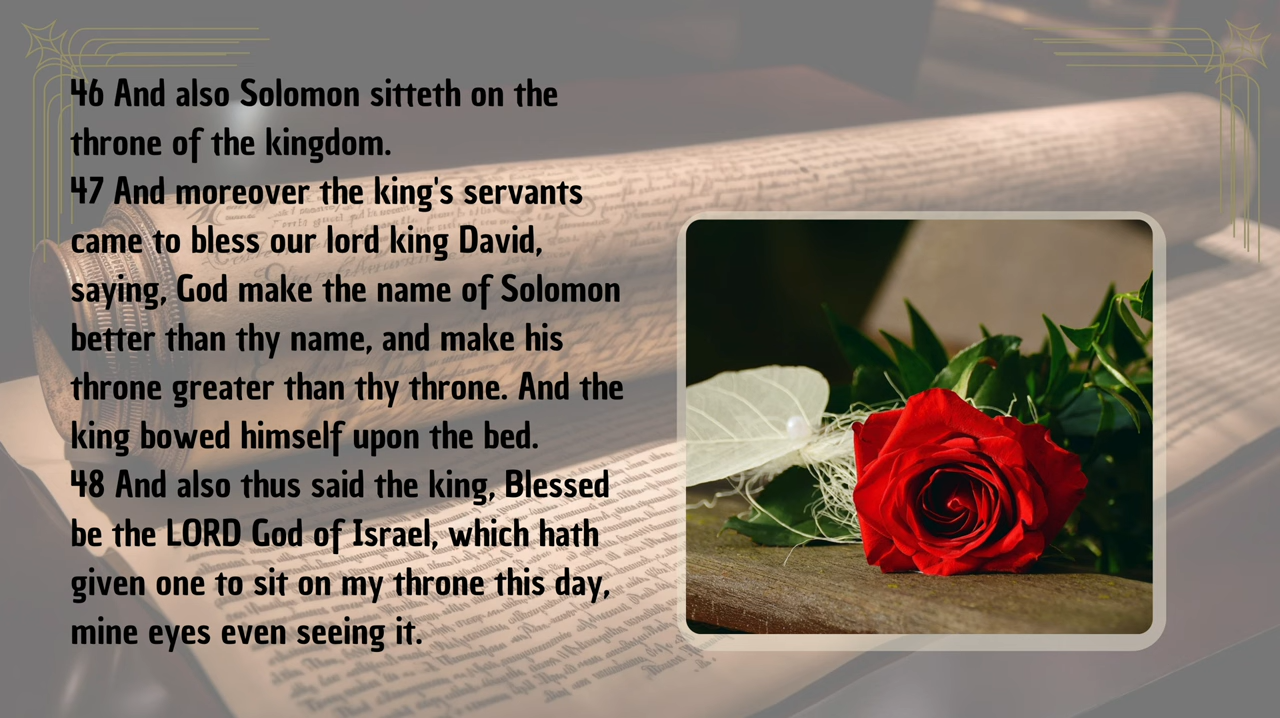 46 And also Solomon sitteth on the
throne of the kingdom.
47 And moreover the king's servants
came to bless our lord king David,
saying, God make the name of Solomon
better than thy name, and make his
throne greater than thy throne. And the
king bowed himself upon the bed.
48 And also thus said the king, Blessed
be the LORD God of Israel, which hath
given one to sit on my throne this day,
mine eyes even seeing it.